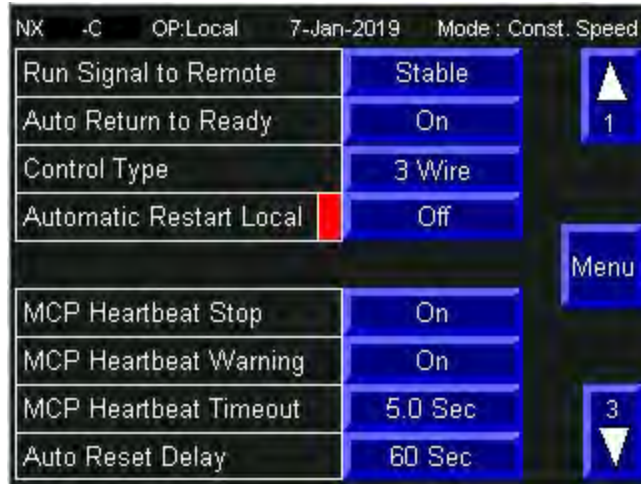 NX -C OP:Local 7-Jan-2019 Mode : Const. Speed
Run Signal to Remote Stable
1
Auto Return to Ready On
Control Type 3 Wire
Automatic Restart Local Off
Menu
MCP Heartbeat Stop On
MCP Heartbeat Warning On
MCP Heartbeat Timeout 5.0 Sec
3
Auto Reset Delay 60 Sec